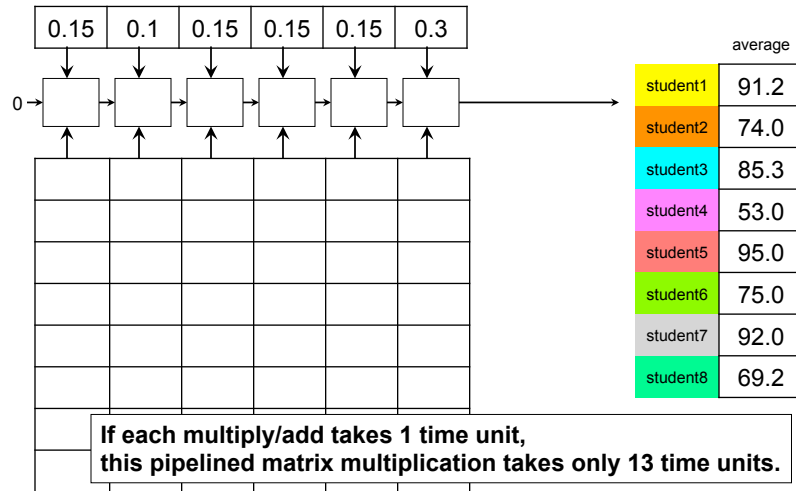 0.15 0.1 0.15 0.15 0.15 0.3
0
average
student1 91.2
student2 74.0
student3 85.3
student4 53.0
student5 95.0
student6 75.0
student7 92.0
student8 69.2
If each multiply/add takes 1 time unit,
this pipelined matrix multiplication takes only 13 time units.